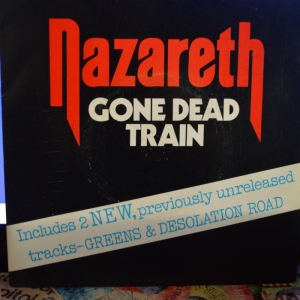 Nazareth
GONE DEAD
TRAIN
Includes 2 NEW, previously unreleased
tracks-GREENS & DESOLATION ROAD